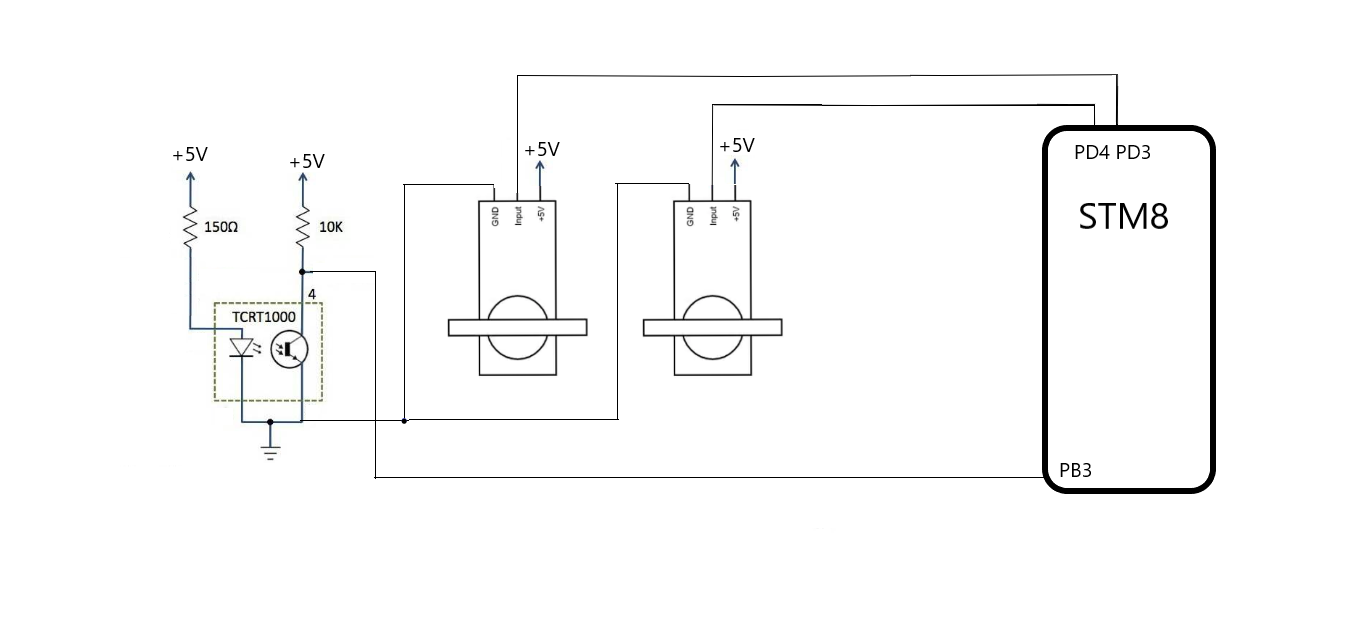 +5V
+5V
150Ω
10K
4
TCRT1000
+5V
GND
Input
+5V
+5V
GND
Input
+5V
PD4 PD3
STM8
PB3